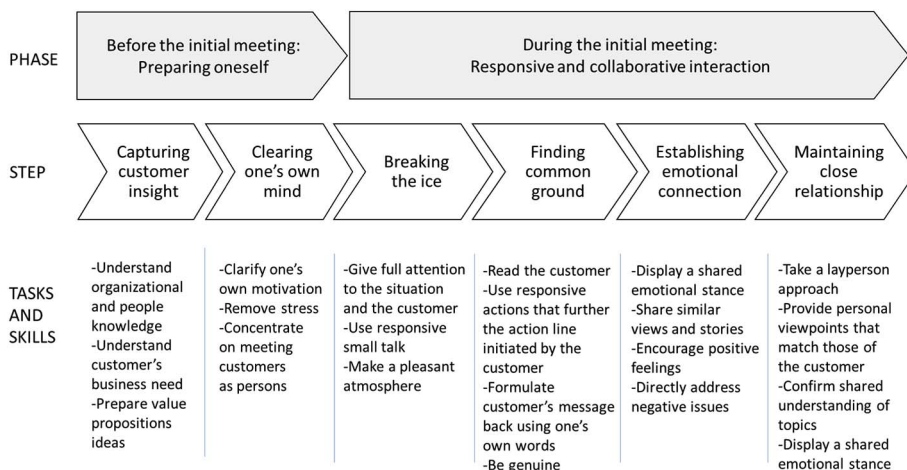 PHASE
Before the initial meeting:
Preparing oneself
During the initial meeting:
Responsive and collaborative interaction
STEP
Capturing
customer
insight
Clearing
one's own
mind
Breaking
the ice
Finding
common
ground
Establishing
emotional
connection
Maintaining
close
relationship
TASKS
AND
SKILLS
-Understand
organizational
and people
knowledge
-Understand
customer's
business need
-Prepare value
propositions
ideas
-Clarify one's
own motivation
-Remove stress
-Concentrate
on meeting
customers
as persons
-Give full attention
to the situation
and the customer
-Use responsive
small talk
-Make a pleasant
atmosphere
-Read the customer
-Use responsive
actions that further
the action line
initiated by the
customer
-Formulate
customer's message
back using one's
own words
-Be genuine
-Display a shared
emotional stance
-Share similar
views and stories
-Encourage positive
feelings
-Directly address
negative issues
-Take a layperson
approach
-Provide personal
viewpoints that
match those of
the customer
-Confirm shared
understanding of
topics
-Display a shared
emotional stance